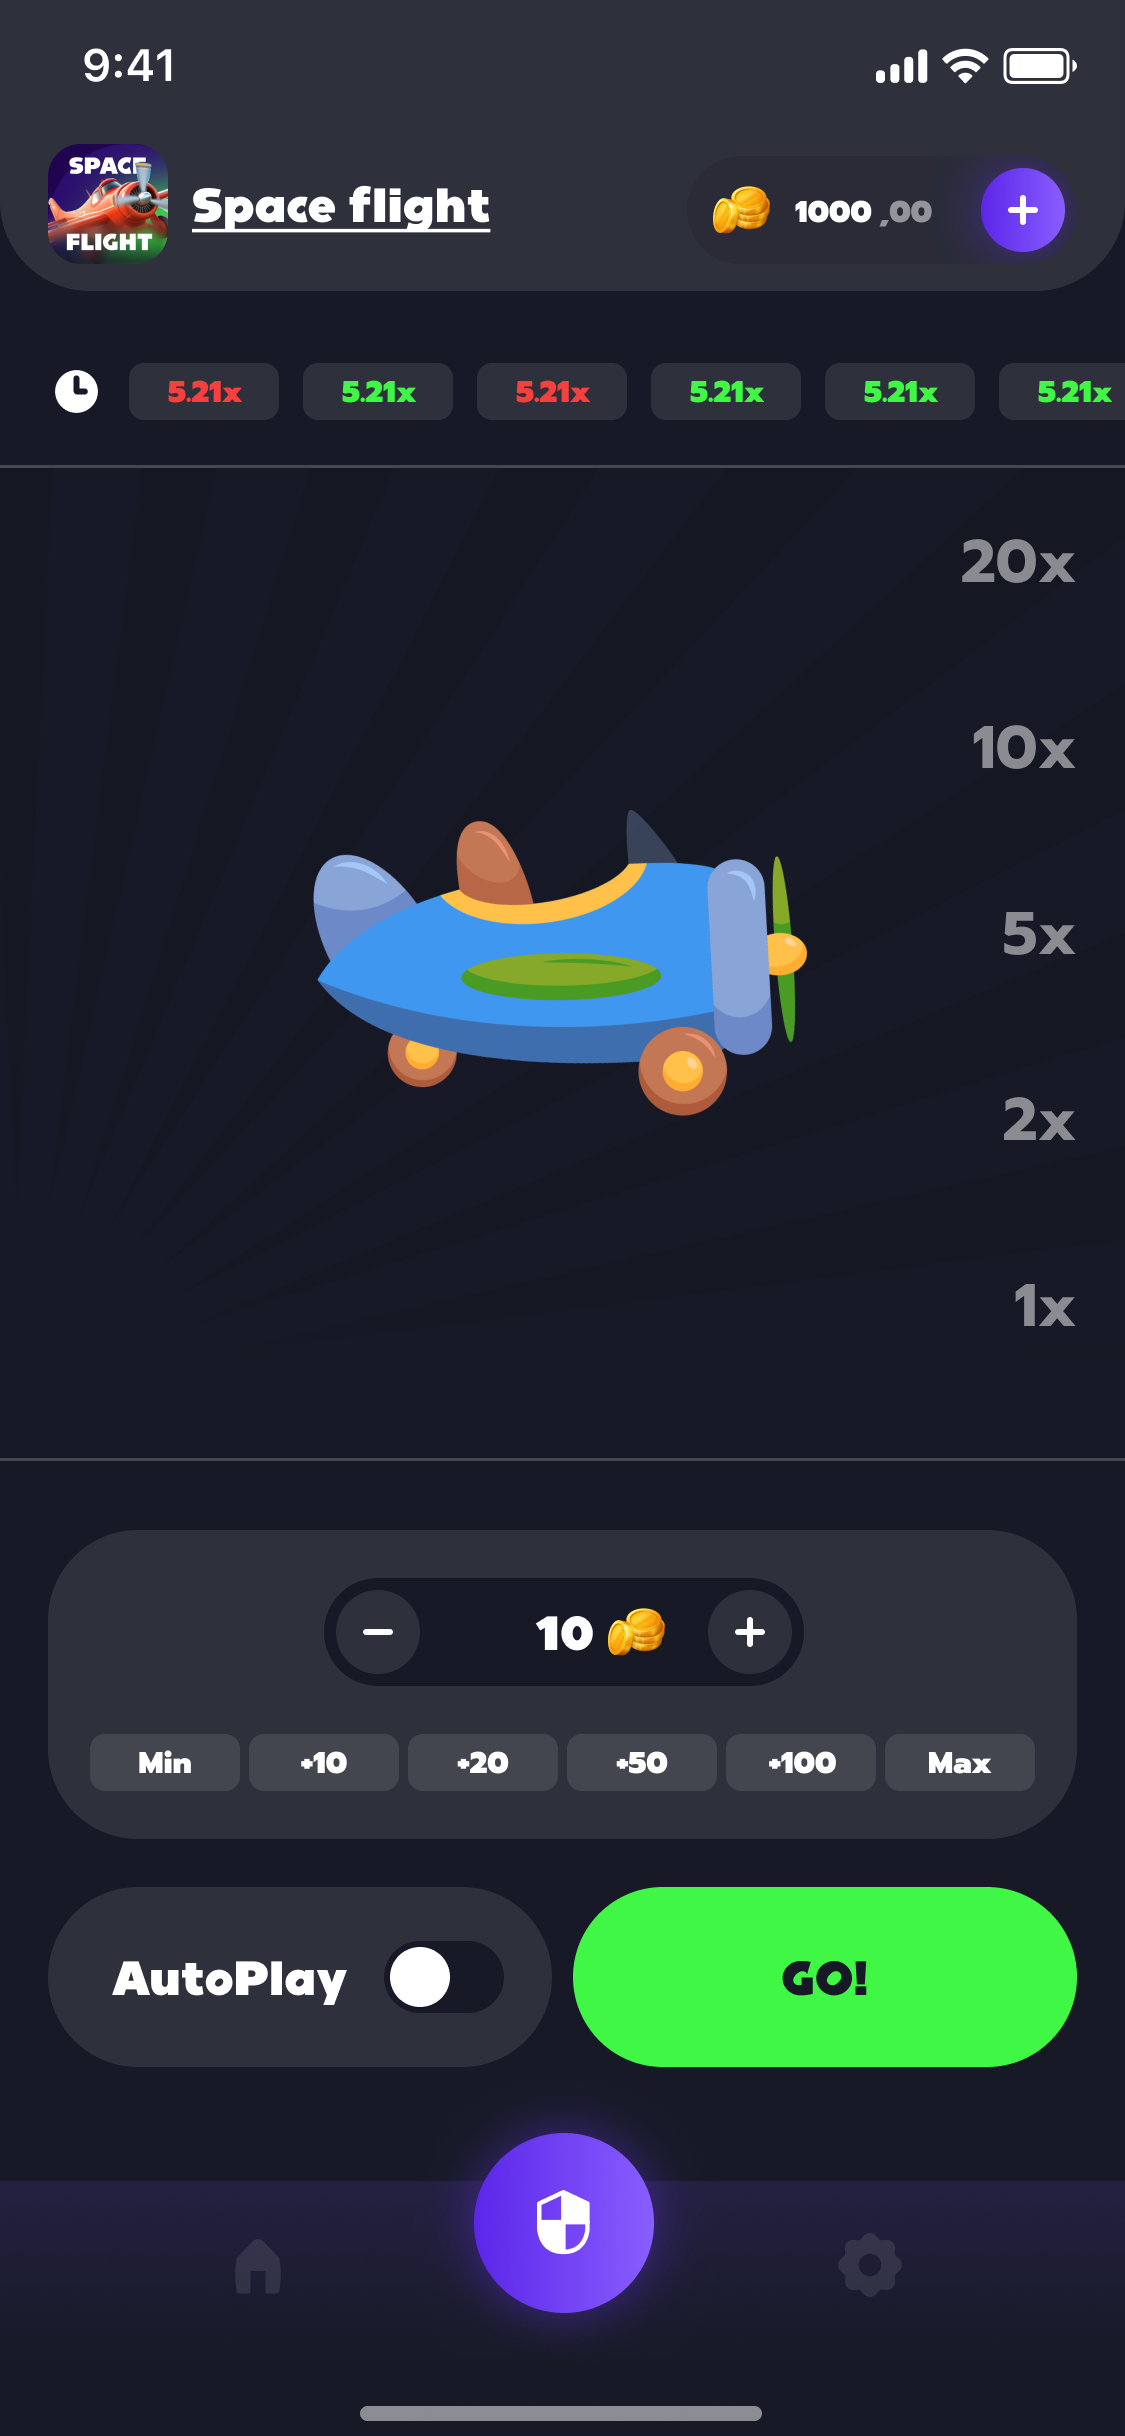 9:41
SPACE
FLIGHT
Space flight
1000 ,00
5.21x 5.21x 5.21x 5.21x 5.21x 5.21x
20x
10x
5x
2x
1x
10
Min +10 +20 +50 +100 Max
AutoPlay
GO!